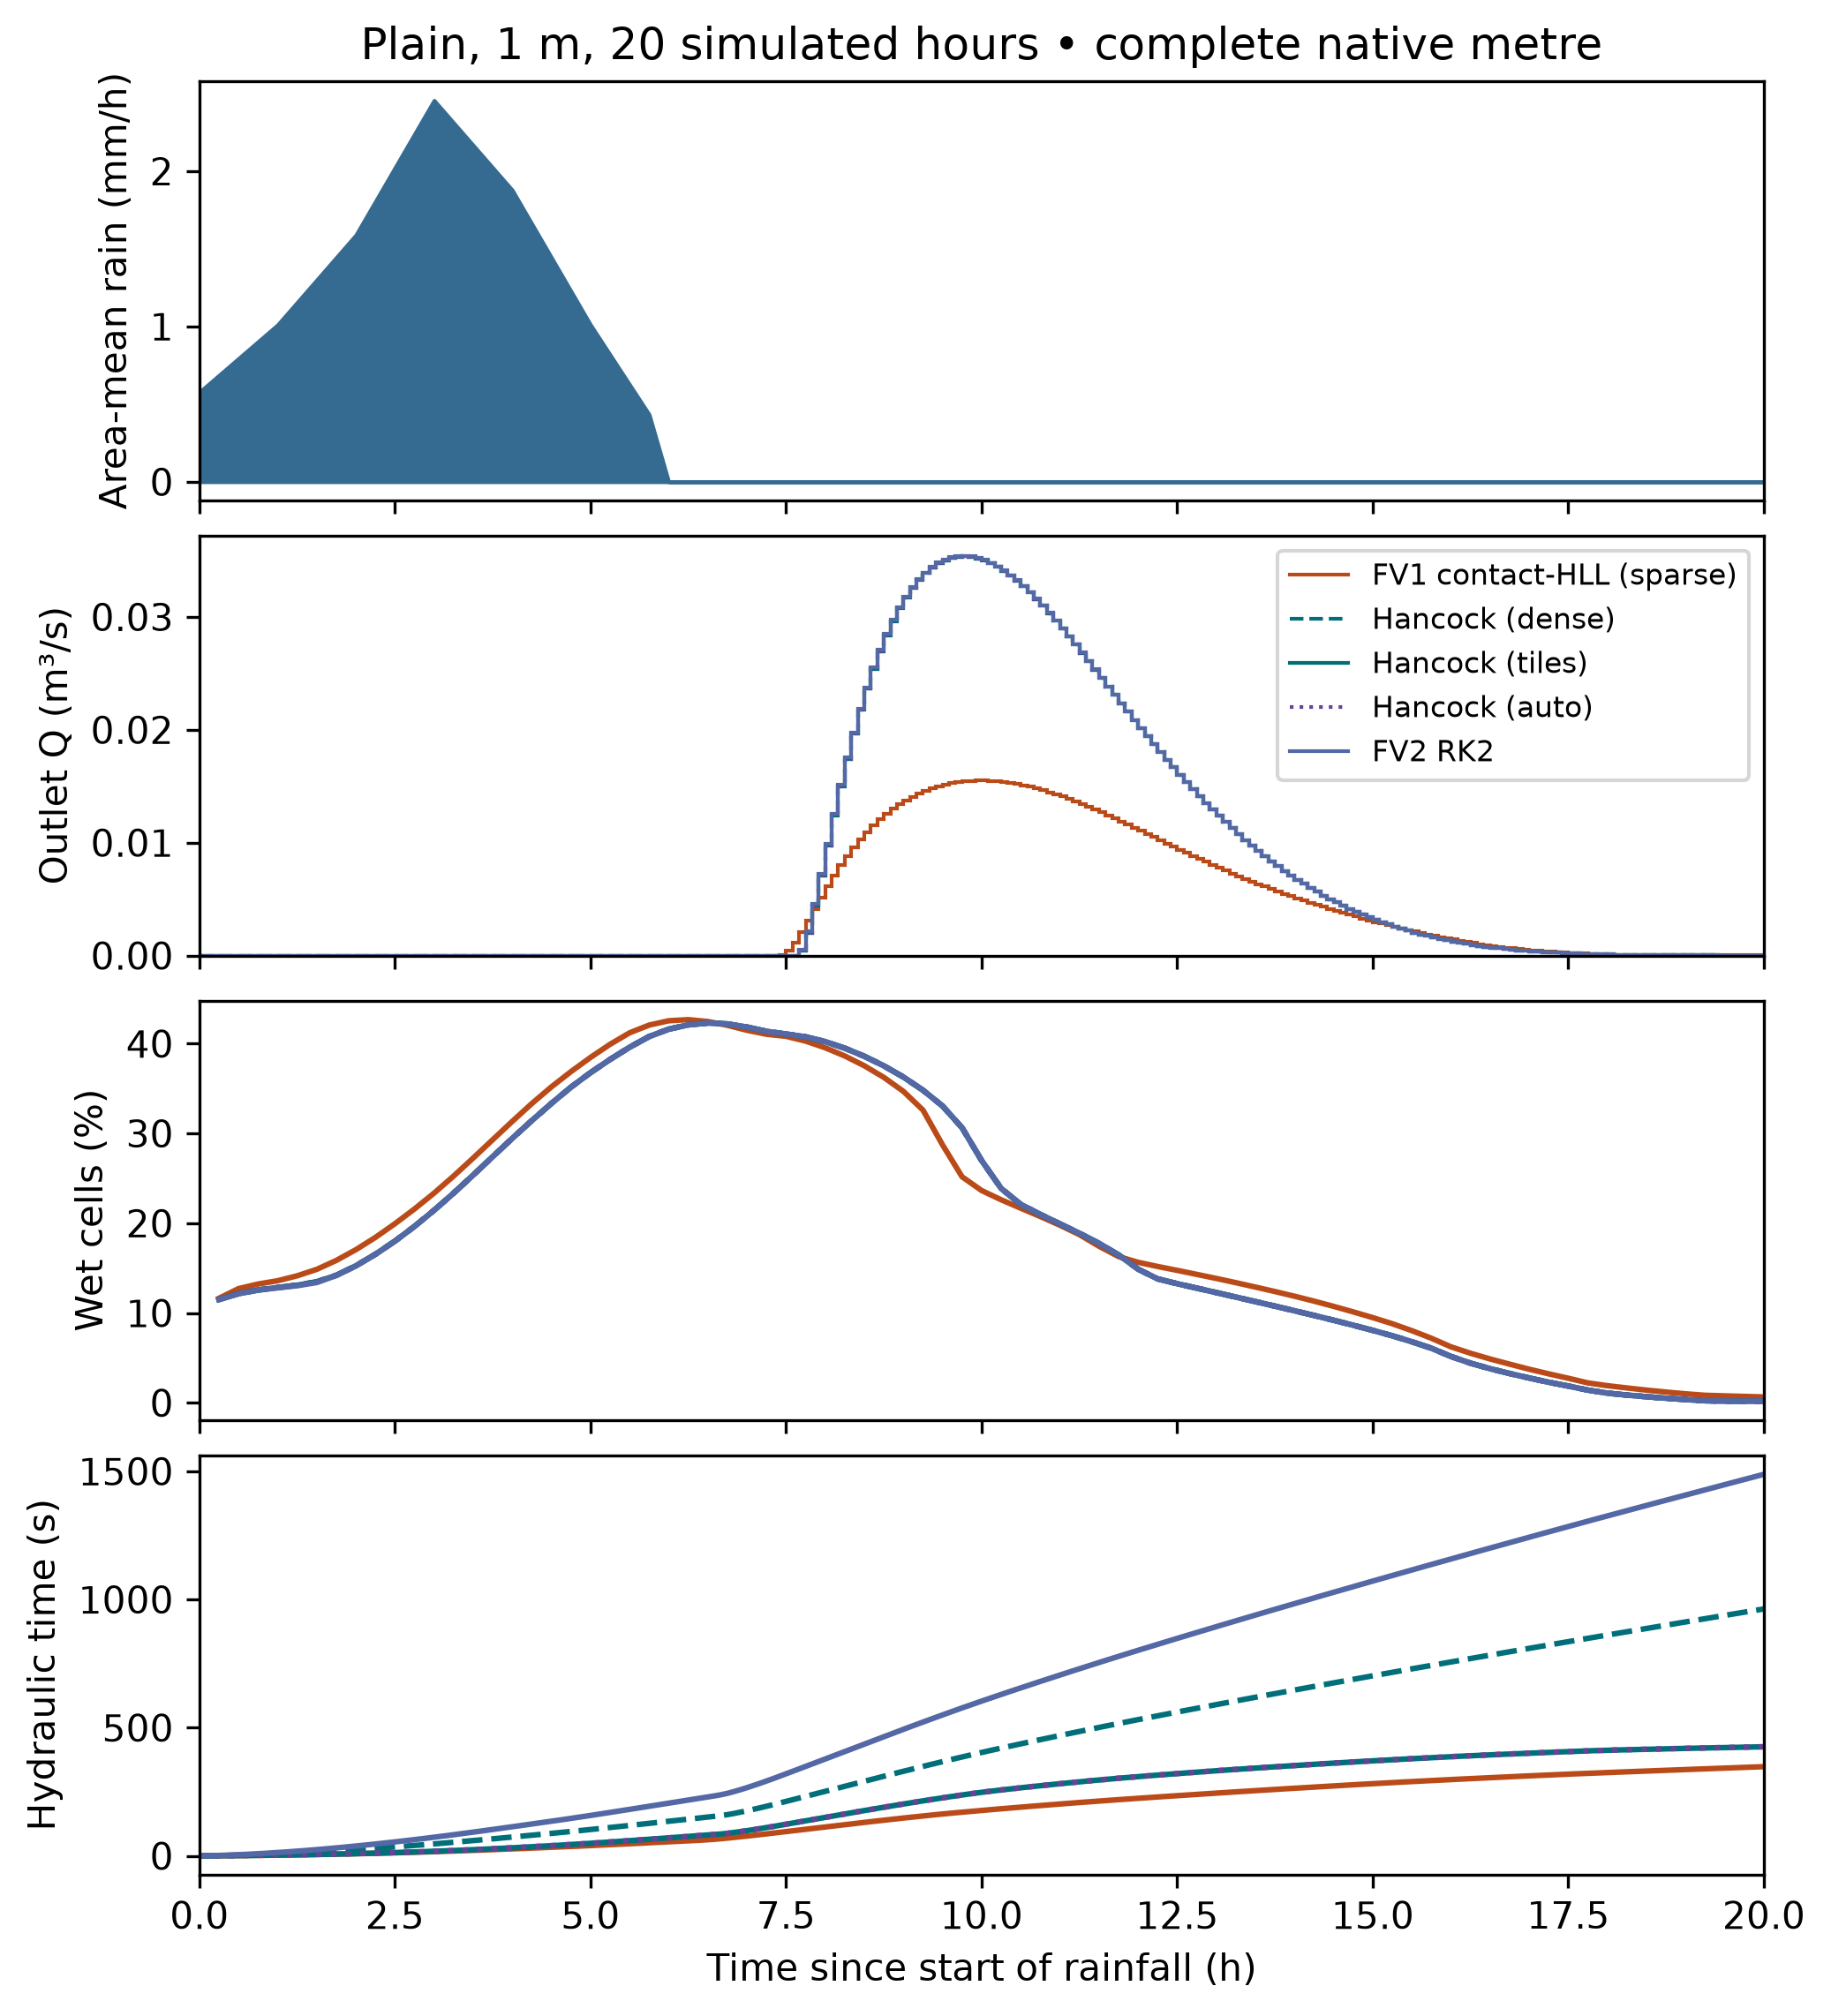 Plain, 1 m, 20 simulated hours • complete native metre
Area-mean rain (mm/h)
2
1
0
Outlet Q (m³/s)
0.03
0.02
0.01
0.00
FV1 contact-HLL (sparse)
Hancock (dense)
Hancock (tiles)
Hancock (auto)
FV2 RK2
Wet cells (%)
40
30
20
10
0
Hydraulic time (s)
1500
1000
500
0
0.0 2.5 5.0 7.5 10.0 12.5 15.0 17.5 20.0
Time since start of rainfall (h)